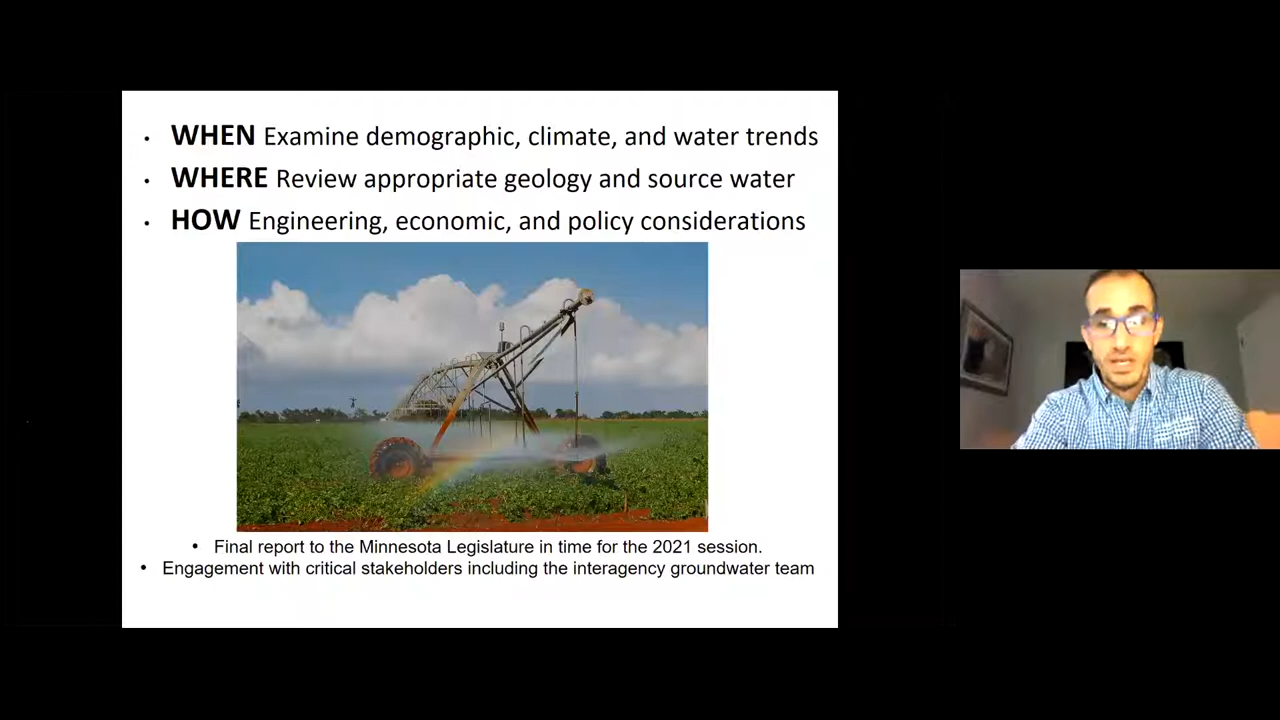 • WHEN Examine demographic, climate, and water trends
• WHERE Review appropriate geology and source water
• HOW Engineering, economic, and policy considerations
• Final report to the Minnesota Legislature in time for the 2021 session.
• Engagement with critical stakeholders including the interagency groundwater team